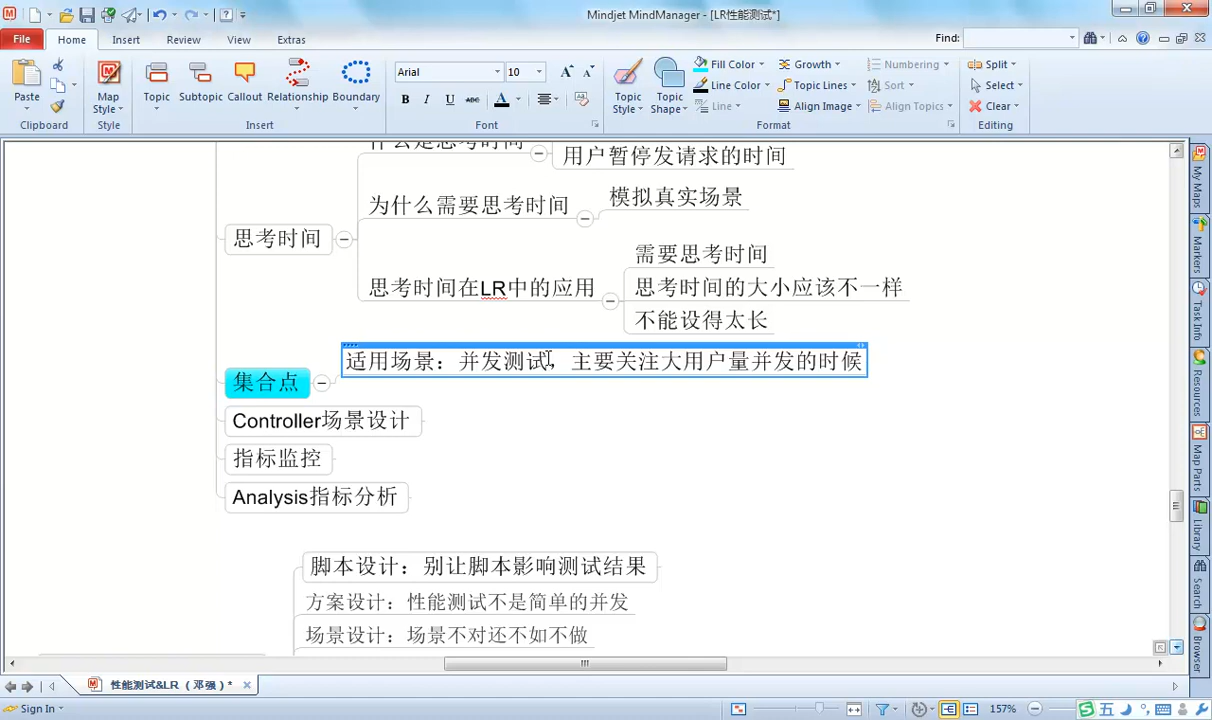 Mindjet MindManager - [LR性能测试*]
File Home Insert Review View Extras
Find:
Paste
Map Style
Topic Subtopic Callout Relationship Boundary
Arial 10
B I U abc A
Topic Style Topic Shape
Fill Color Growth Numbering Split
Line Color Topic Lines Sort Select
Line Align Image Align Topics Clear
Clipboard Style Insert Font Format Editing
什么是思考时间
用户暂停发请求的时间
为什么需要思考时间
模拟真实场景
思考时间
需要思考时间
思考时间在LR中的应用
思考时间的大小应该不一样
不能设得太长
适用场景：并发测试，主要关注大用户量并发的时候
集合点
Controller场景设计
指标监控
Analysis指标分析
脚本设计：别让脚本影响测试结果
方案设计：性能测试不是简单的并发
场景设计：场景不对还不如不做
My Maps
Markers
Task Info
Resources
Map Parts
Library
Search
Browser
性能测试&LR （邓强）*
Sign In
157%
五